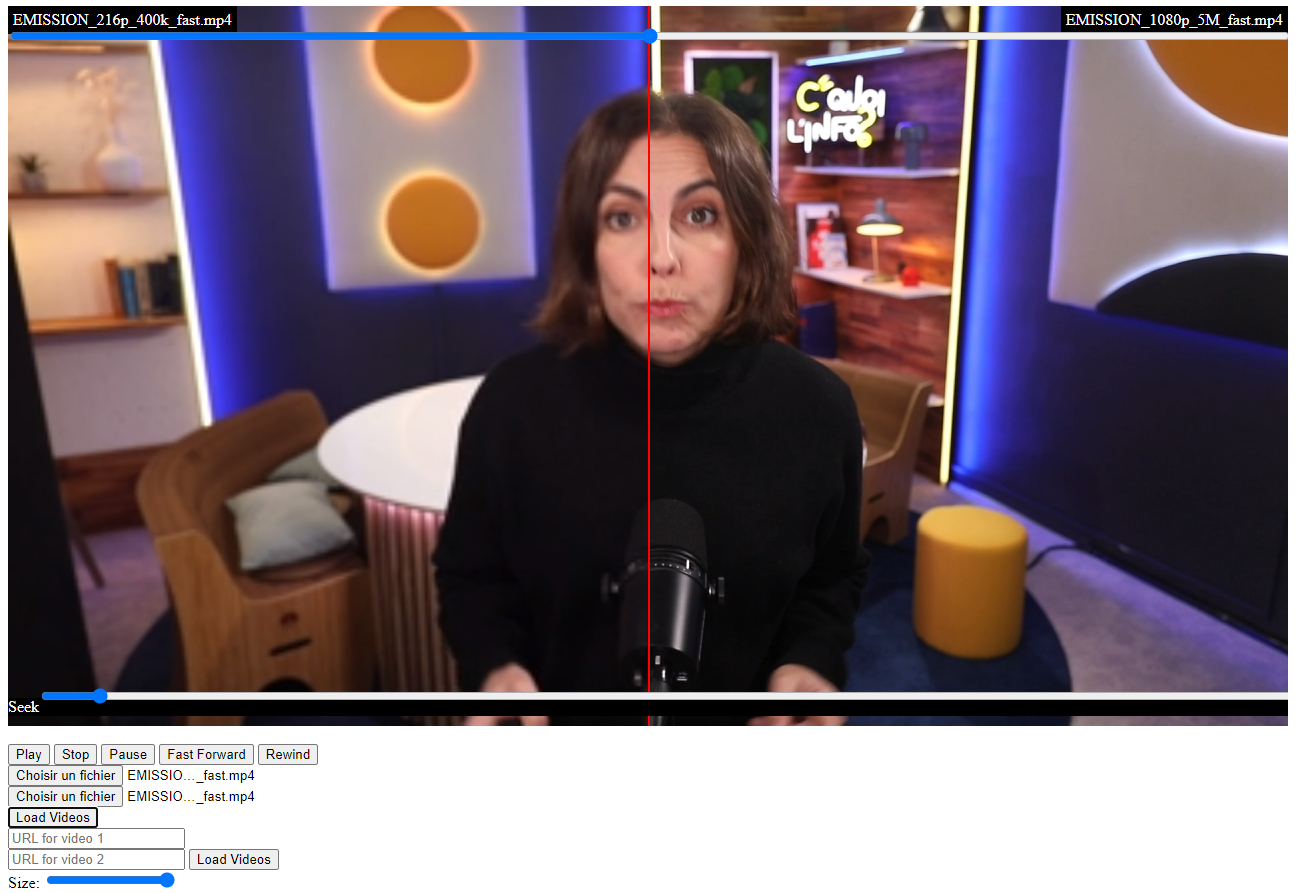 EMISSION_216p_400k_fast.mp4
EMISSION_1080p_5M_fast.mp4
C'QUOI
L'INFO?
Seek
Play Stop Pause Fast Forward Rewind
Choisir un fichier EMISSIO…_fast.mp4
Choisir un fichier EMISSIO…_fast.mp4
Load Videos
URL for video 1
URL for video 2 Load Videos
Size: